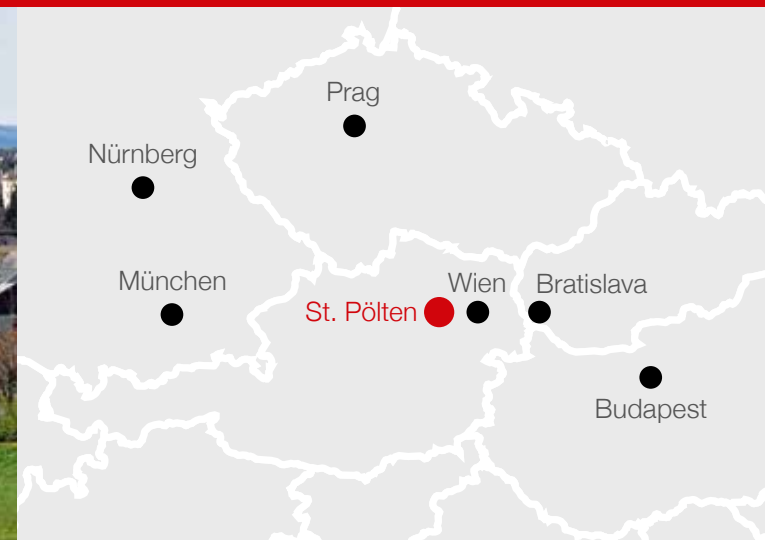 Prag
Nürnberg
München
Wien
Bratislava
St. Pölten
Budapest